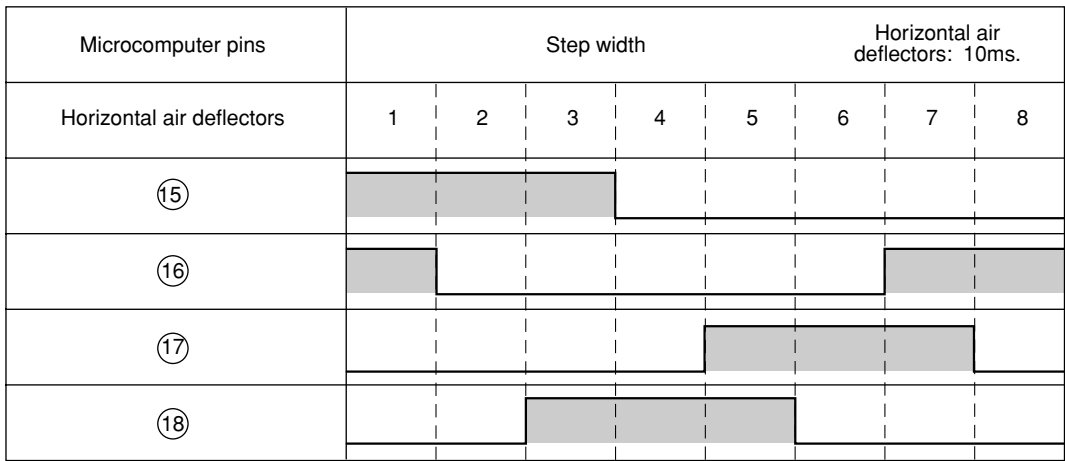 Microcomputer pins Step width Horizontal air
deflectors: 10ms.
Horizontal air deflectors 1 2 3 4 5 6 7 8
15
16
17
18